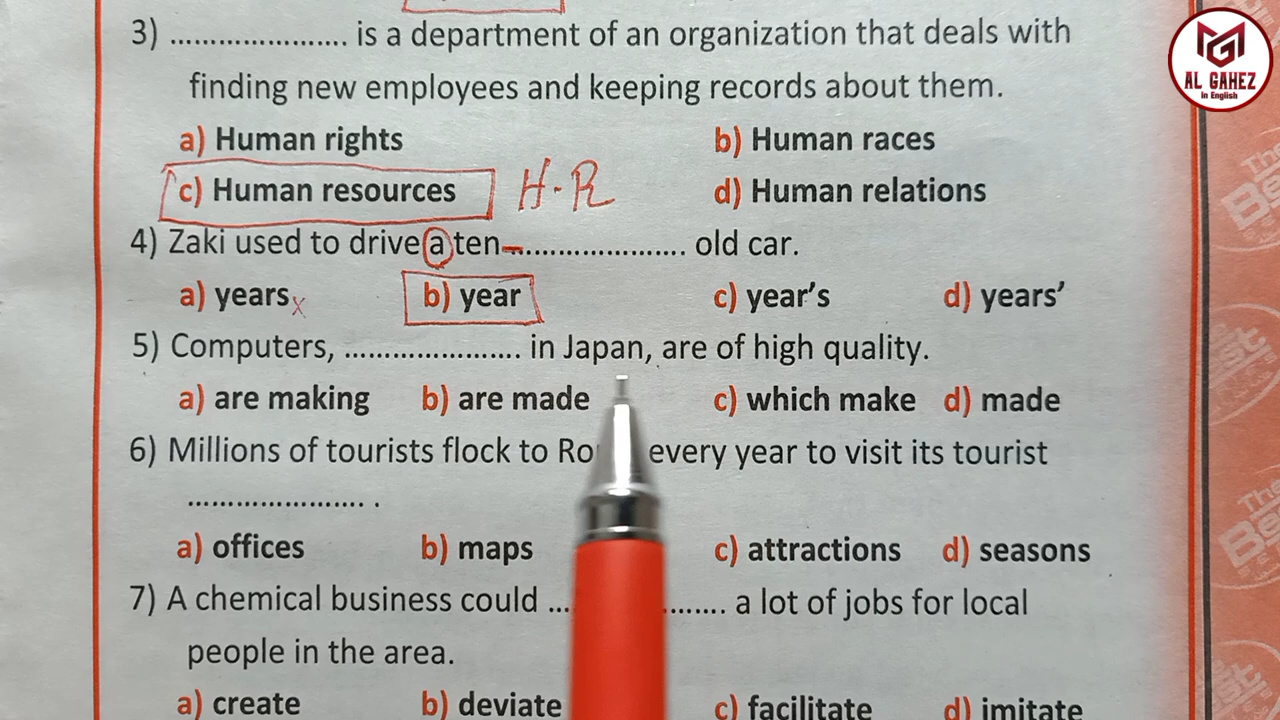 3) ...................... is a department of an organization that deals with
finding new employees and keeping records about them.
a) Human rights b) Human races
c) Human resources H.R d) Human relations
4) Zaki used to drive a ten-...................... old car.
a) years x b) year c) year's d) years'
5) Computers, ...................... in Japan, are of high quality.
a) are making b) are made c) which make d) made
6) Millions of tourists flock to every year to visit its tourist
...................... .
a) offices b) maps c) attractions d) seasons
7) A chemical business could ... ........ a lot of jobs for local
people in the area.
a) create b) deviate c) facilitate d) imitate
AL GAHEZ
in English